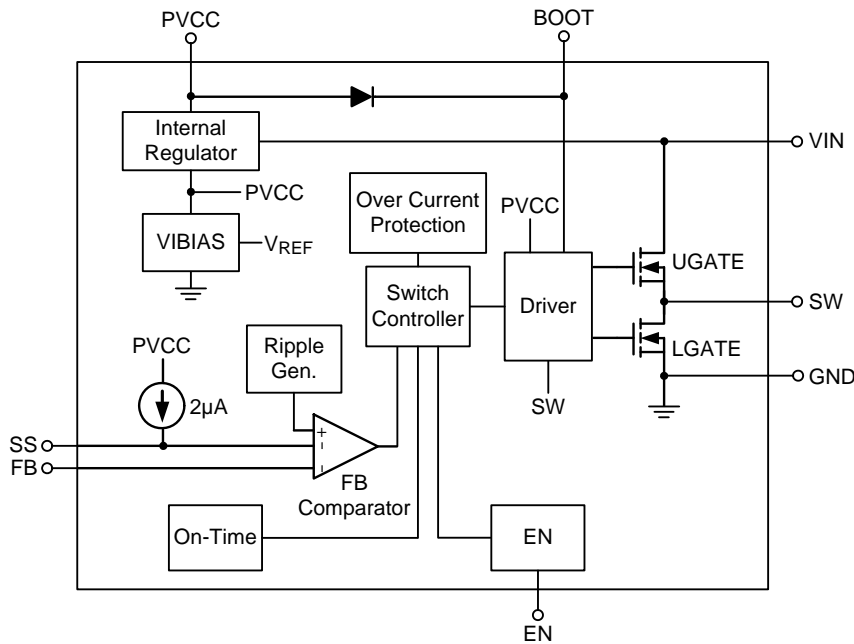 PVCC
BOOT
Internal
Regulator
VIN
PVCC
Over Current
Protection
PVCC
VIBIAS
VREF
UGATE
Switch
Controller
Driver
SW
PVCC
Ripple
Gen.
LGATE
GND
2µA
SW
SS
+
-
FB
-
FB
Comparator
On-Time
EN
EN